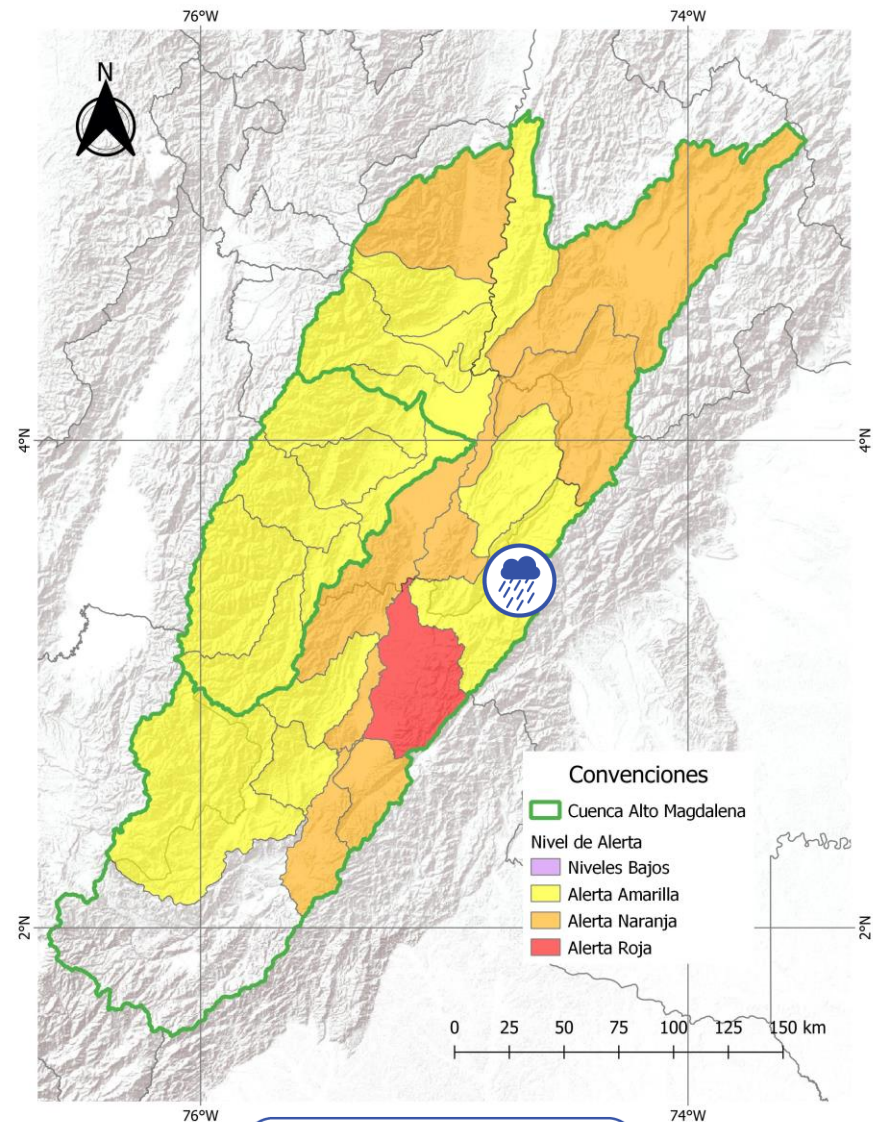 76°W 74°W
N
4°N 4°N
Convenciones
Cuenca Alto Magdalena
Nivel de Alerta
Niveles Bajos
Alerta Amarilla
Alerta Naranja
Alerta Roja
2°N 2°N
0 25 50 75 100 125 150 km
76°W 74°W